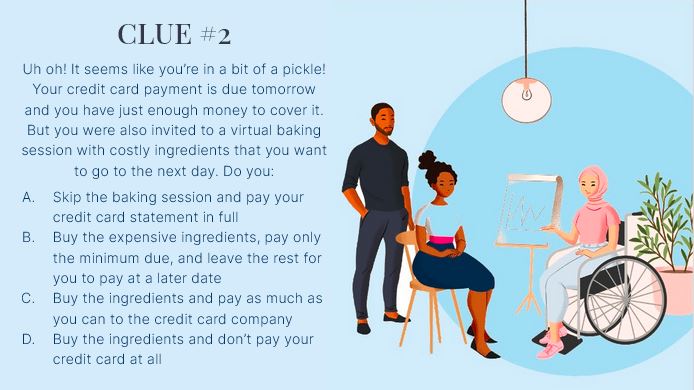 CLUE #2
Uh oh! It seems like you're in a bit of a pickle!
Your credit card payment is due tomorrow
and you have just enough money to cover it.
But you were also invited to a virtual baking
session with costly ingredients that you want
to go to the next day. Do you:
A. Skip the baking session and pay your
credit card statement in full
B. Buy the expensive ingredients, pay only
the minimum due, and leave the rest for
you to pay at a later date
C. Buy the ingredients and pay as much as
you can to the credit card company
D. Buy the ingredients and don't pay your
credit card at all